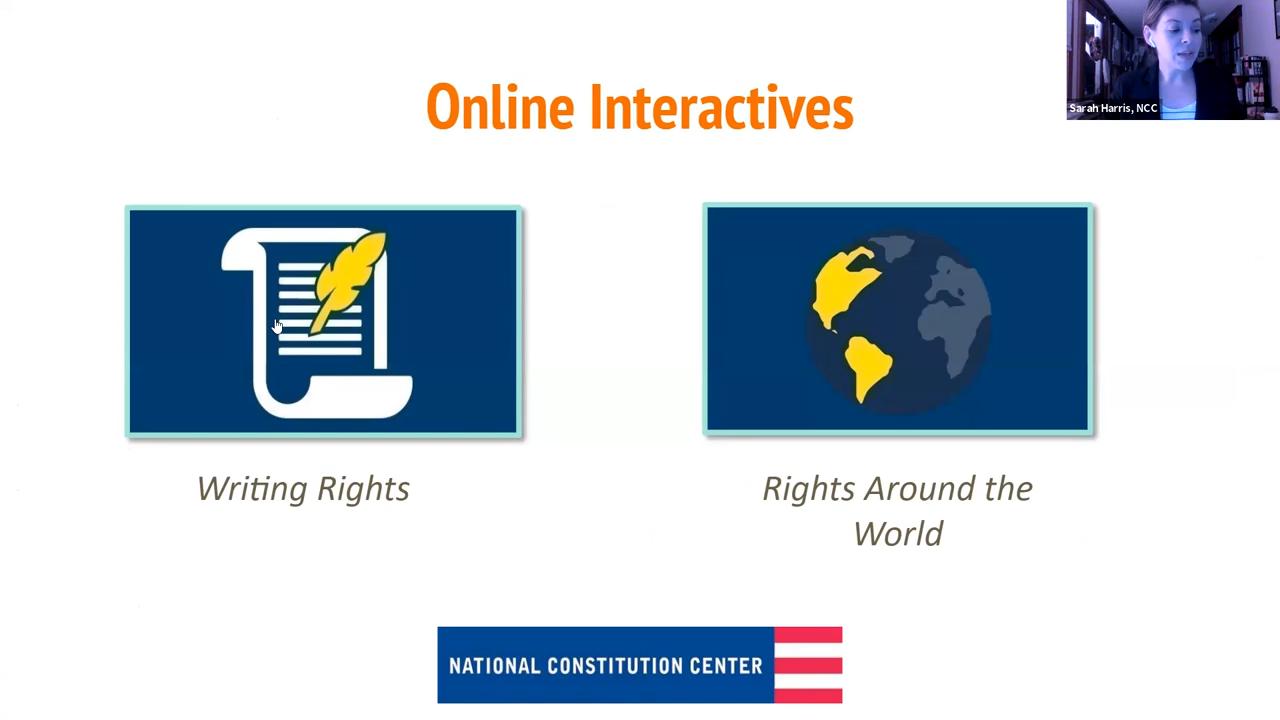 Online Interactives
Sarah Harris, NCC
Writing Rights
Rights Around the
World
NATIONAL CONSTITUTION CENTER